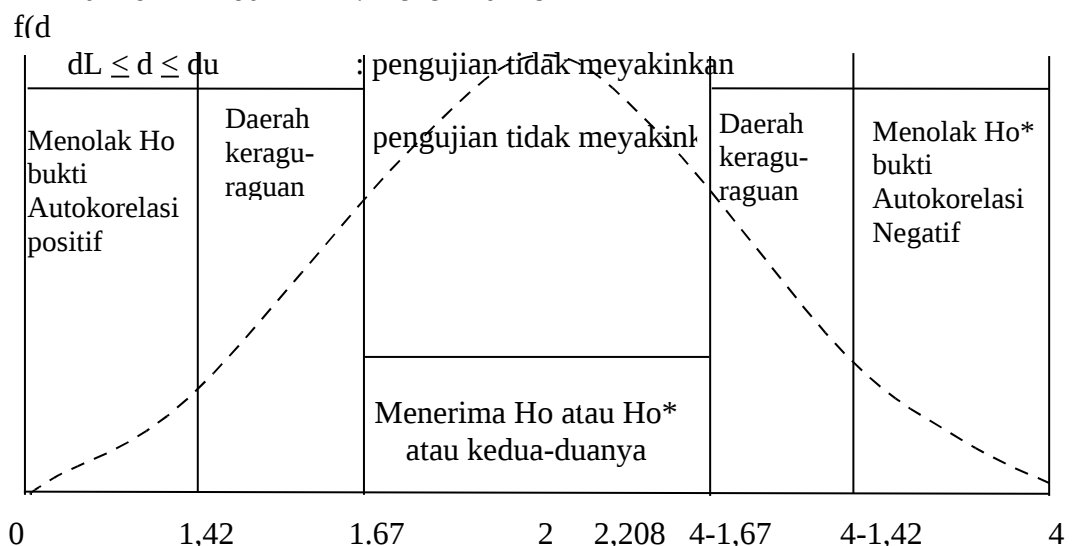 f(d
dL ≤ d ≤ du : pengujian tidak meyakinkan
Menolak Ho
bukti
Autokorelasi
positif
Daerah
keragu-
raguan
pengujian tidak meyakink
Daerah
keragu-
raguan
Menolak Ho*
bukti
Autokorelasi
Negatif
Menerima Ho atau Ho*
atau kedua-duanya
0 1,42 1.67 2 2,208 4-1,67 4-1,42 4